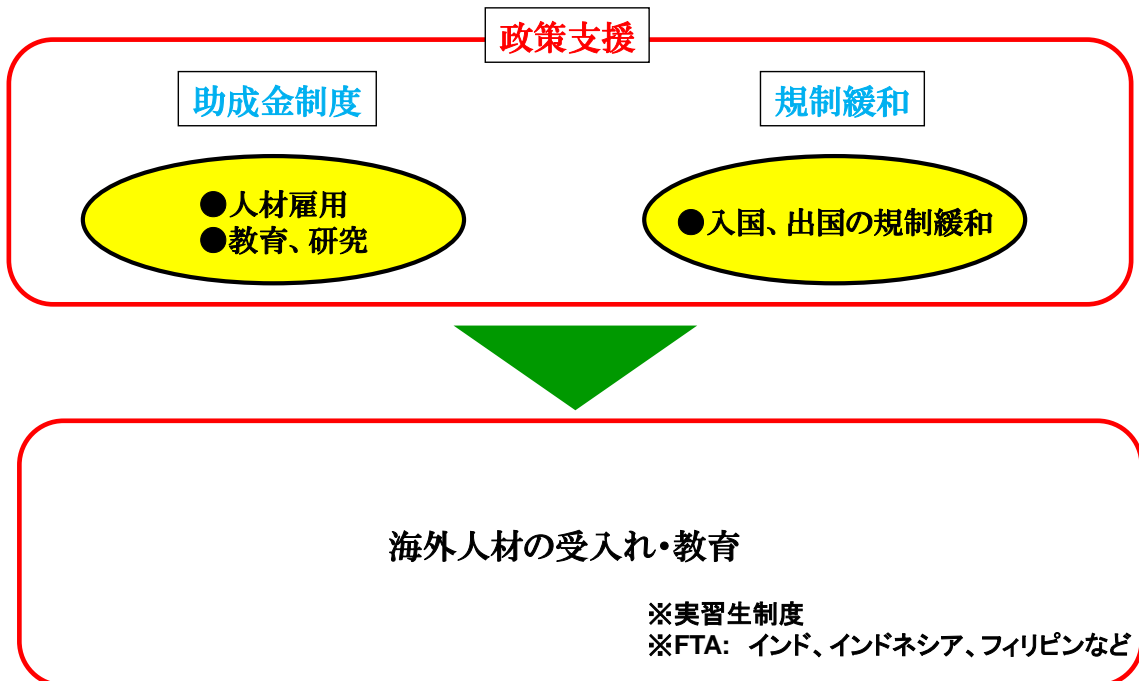 政策支援
助成金制度
規制緩和
●人材雇用
●教育、研究
●入国、出国の規制緩和
海外人材の受入れ・教育
※実習生制度
※FTA: インド、インドネシア、フィリピンなど